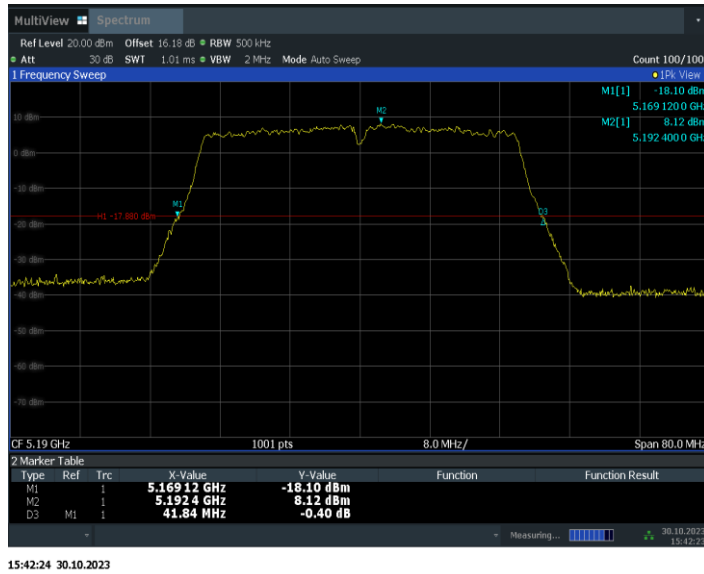 MultiView Spectrum
Ref Level 20.00 dBm Offset 16.18 dB RBW 500 kHz
Att 30 dB SWT 1.01 ms VBW 2 MHz Mode Auto Sweep Count 100/100
1 Frequency Sweep 1Pk View
M1[1] -18.10 dBm
5.169 120 0 GHz
M2[1] 8.12 dBm
5.192 400 0 GHz
M2
10 dBm
0 dBm
-10 dBm
M1
H1 -17.880 dBm
D3
-20 dBm
-30 dBm
-40 dBm
-50 dBm
-60 dBm
-70 dBm
CF 5.19 GHz 1001 pts 8.0 MHz/ Span 80.0 MHz
2 Marker Table
Type Ref Trc X-Value Y-Value Function Function Result
M1 1 5.169 12 GHz -18.10 dBm
M2 1 5.192 4 GHz 8.12 dBm
D3 M1 1 41.84 MHz -0.40 dB
Measuring... 30.10.2023
15:42:23
15:42:24 30.10.2023